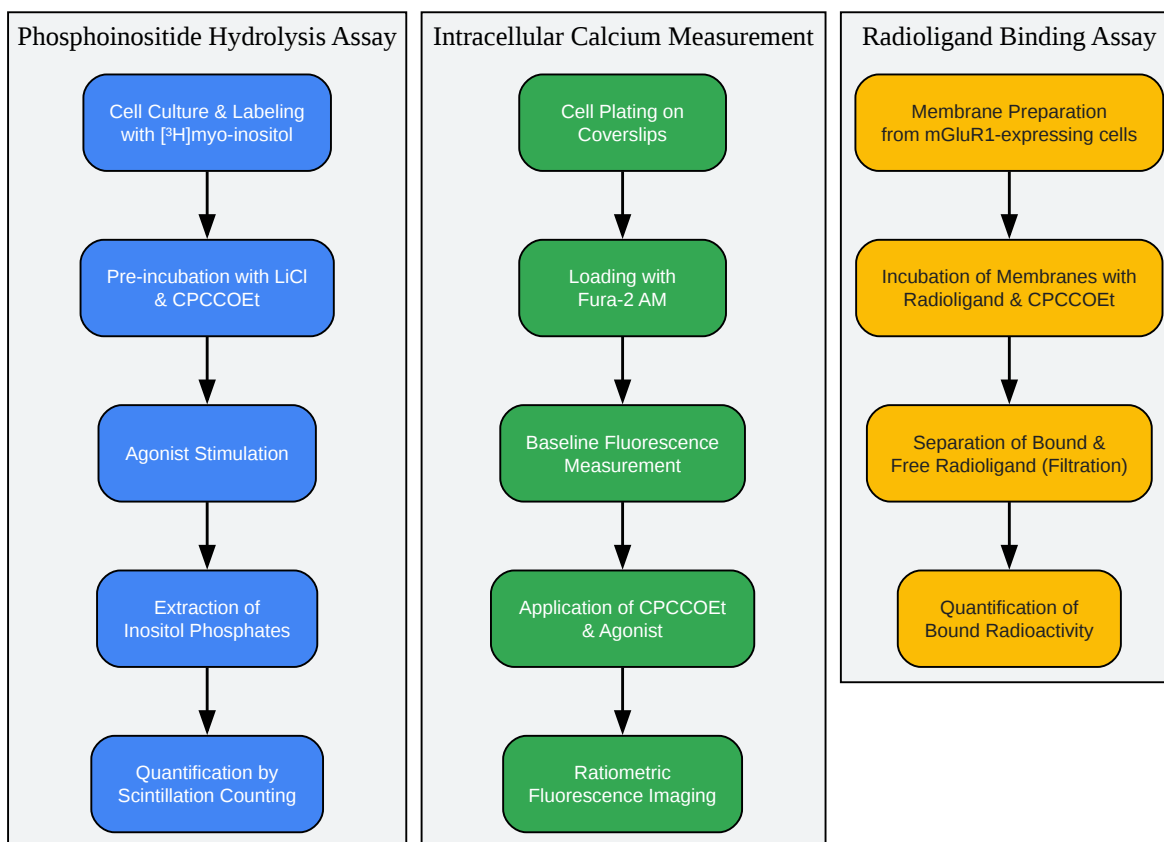 Phosphoinositide Hydrolysis Assay
Cell Culture & Labeling
with [³H]myo-inositol
Pre-incubation with LiCl
& CPCCOEt
Agonist Stimulation
Extraction of
Inositol Phosphates
Quantification by
Scintillation Counting
Intracellular Calcium Measurement
Cell Plating on
Coverslips
Loading with
Fura-2 AM
Baseline Fluorescence
Measurement
Application of CPCCOEt
& Agonist
Ratiometric
Fluorescence Imaging
Radioligand Binding Assay
Membrane Preparation
from mGluR1-expressing cells
Incubation of Membranes with
Radioligand & CPCCOEt
Separation of Bound &
Free Radioligand (Filtration)
Quantification of
Bound Radioactivity